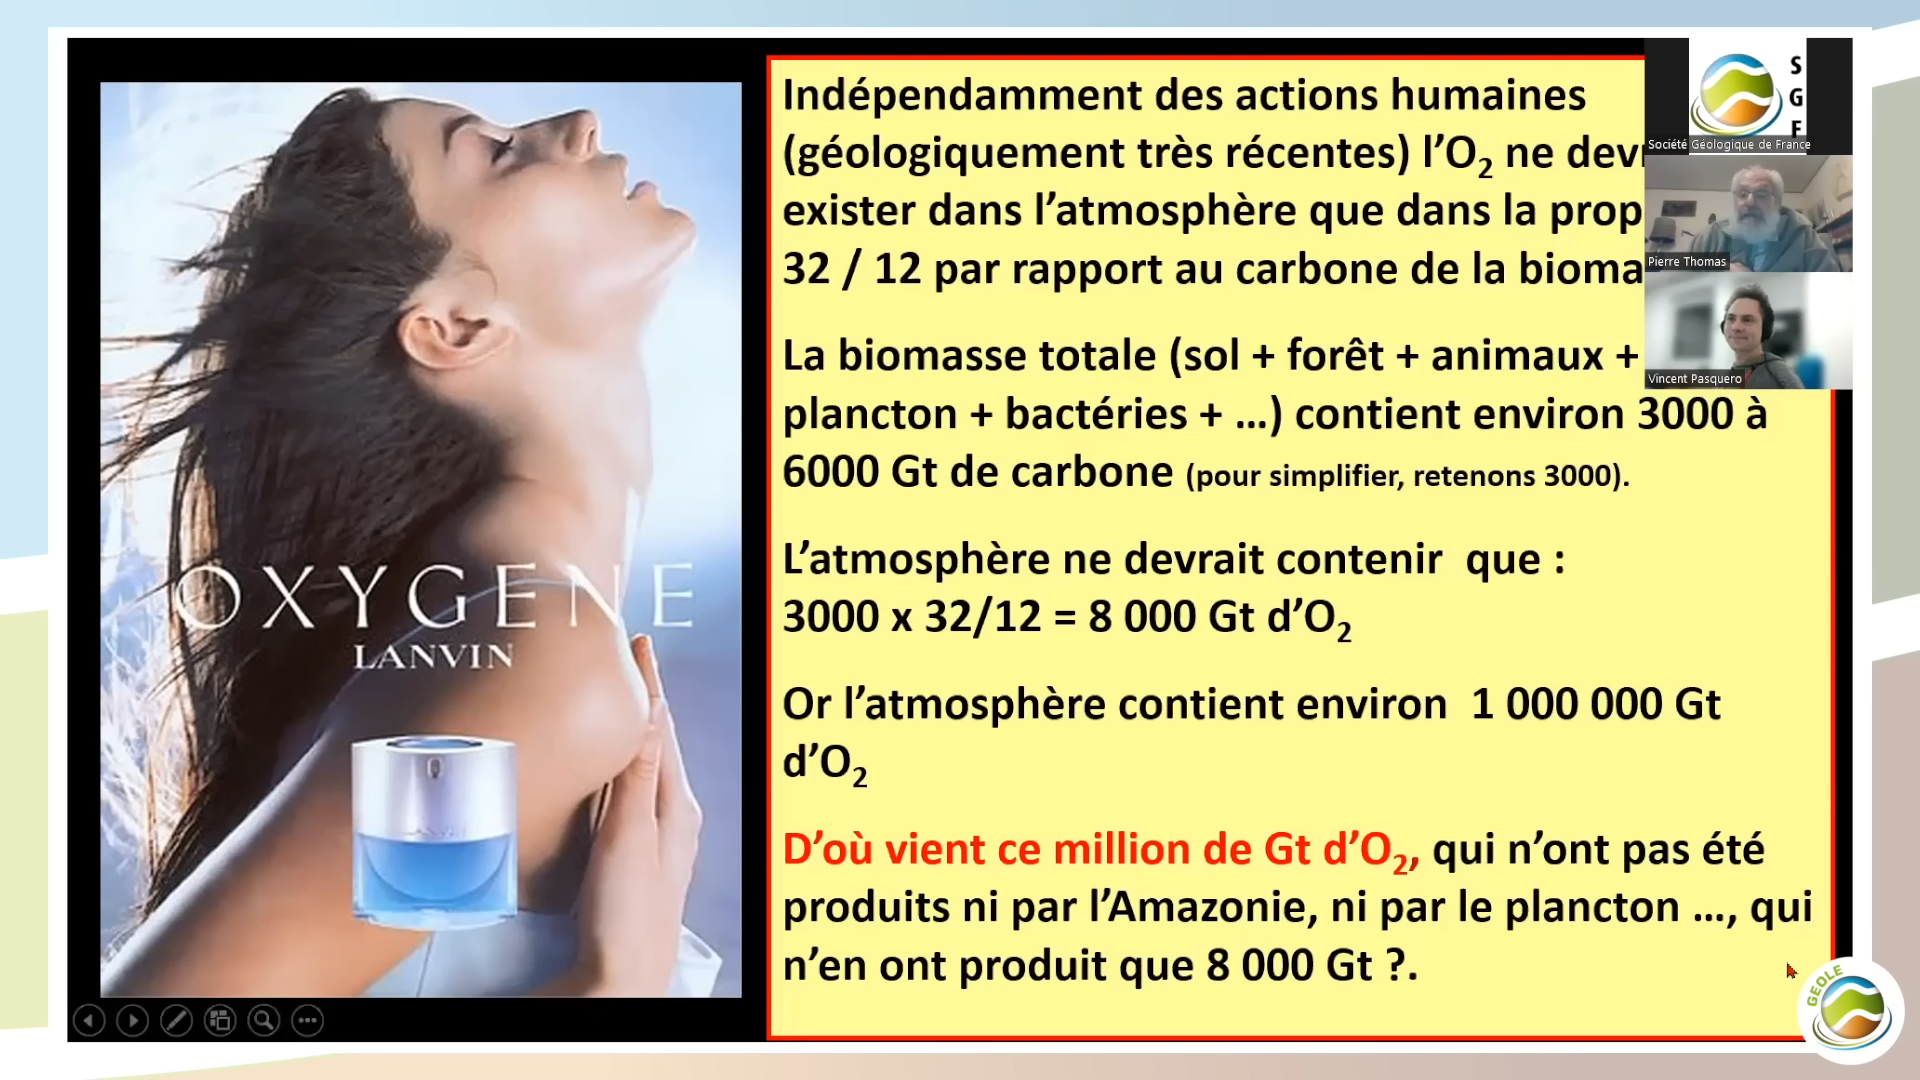 Indépendamment des actions humaines
(géologiquement très récentes) l’O₂ ne
exister dans l’atmosphère que dans la
32 / 12 par rapport au carbone de la
La biomasse totale (sol + forêt + animaux +
plancton + bactéries + ...) contient environ 3000 à
6000 Gt de carbone (pour simplifier, retenons 3000).
L’atmosphère ne devrait contenir que :
3000 x 32/12 = 8 000 Gt d’O₂
Or l’atmosphère contient environ 1 000 000 Gt
d’O₂
D’où vient ce million de Gt d’O₂, qui n’ont pas été
produits ni par l’Amazonie, ni par le plancton ..., qui
n’en ont produit que 8 000 Gt ?.
OXYGENE
LANVIN
LANVIN
S
G
F
Société Géologique de France
Pierre Thomas
Vincent Pasquero
GEOLE